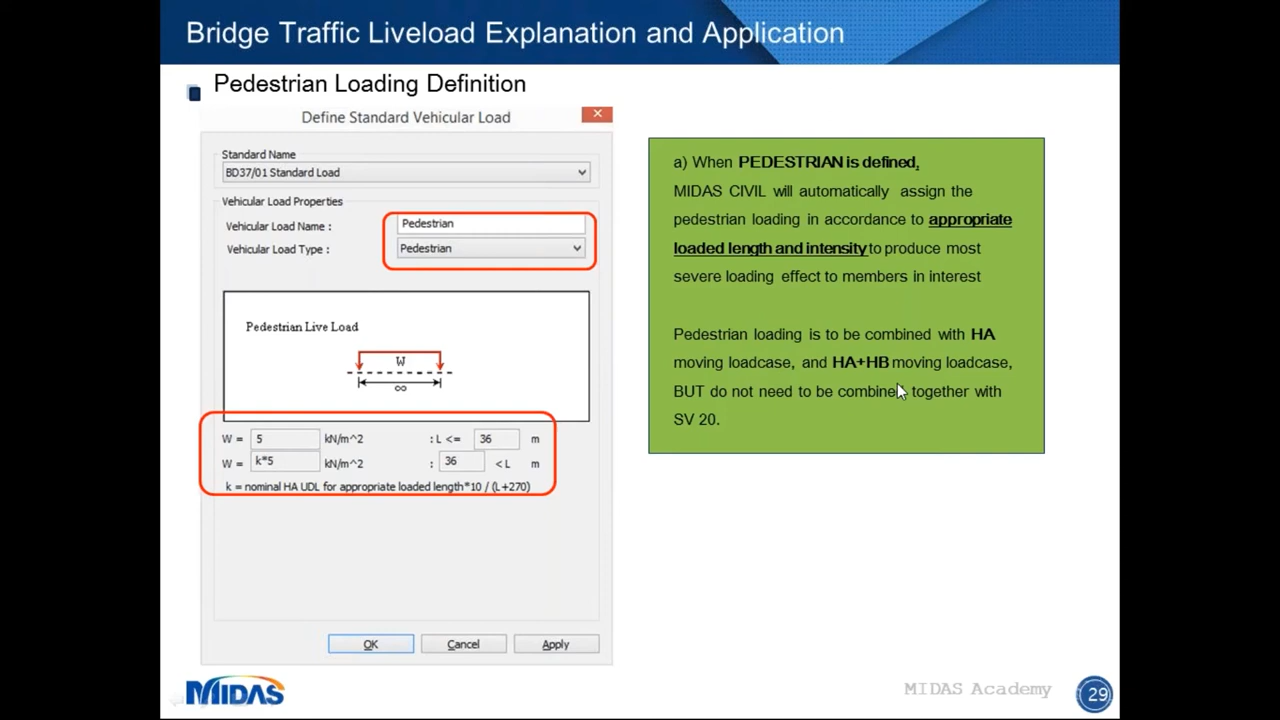 Bridge Traffic Liveload Explanation and Application
Pedestrian Loading Definition
Define Standard Vehicular Load
Standard Name
BD37/01 Standard Load
Vehicular Load Properties
Vehicular Load Name :
Pedestrian
Vehicular Load Type :
Pedestrian
Pedestrian Live Load
W
∞
W = 5 kN/m^2 : L <= 36 m
W = k*5 kN/m^2 : 36 < L m
k = nominal HA UDL for appropriate loaded length*10 / (L+270)
OK Cancel Apply
a) When PEDESTRIAN is defined,
MIDAS CIVIL will automatically assign the
pedestrian loading in accordance to appropriate
loaded length and intensity to produce most
severe loading effect to members in interest
Pedestrian loading is to be combined with HA
moving loadcase, and HA+HB moving loadcase,
BUT do not need to be combined together with
SV 20.
MIDAS
MIDAS Academy
29